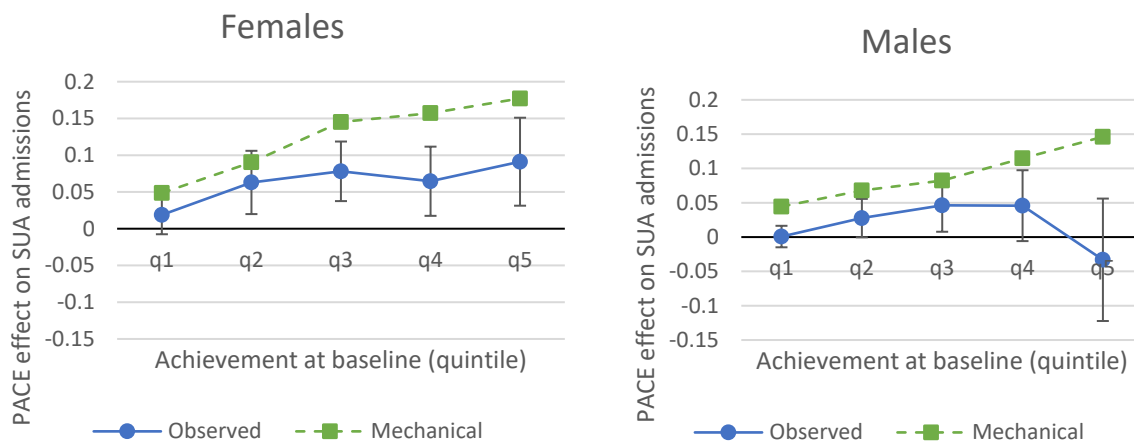 Females
PACE effect on SUA admissions
0.2
0.15
0.1
0.05
0
-0.05
-0.1
-0.15
q1 q2 q3 q4 q5
Achievement at baseline (quintile)
Observed Mechanical
Males
PACE effect on SUA admissions
0.2
0.15
0.1
0.05
0
-0.05
-0.1
-0.15
q1 q2 q3 q4 q5
Achievement at baseline (quintile)
Observed Mechanical